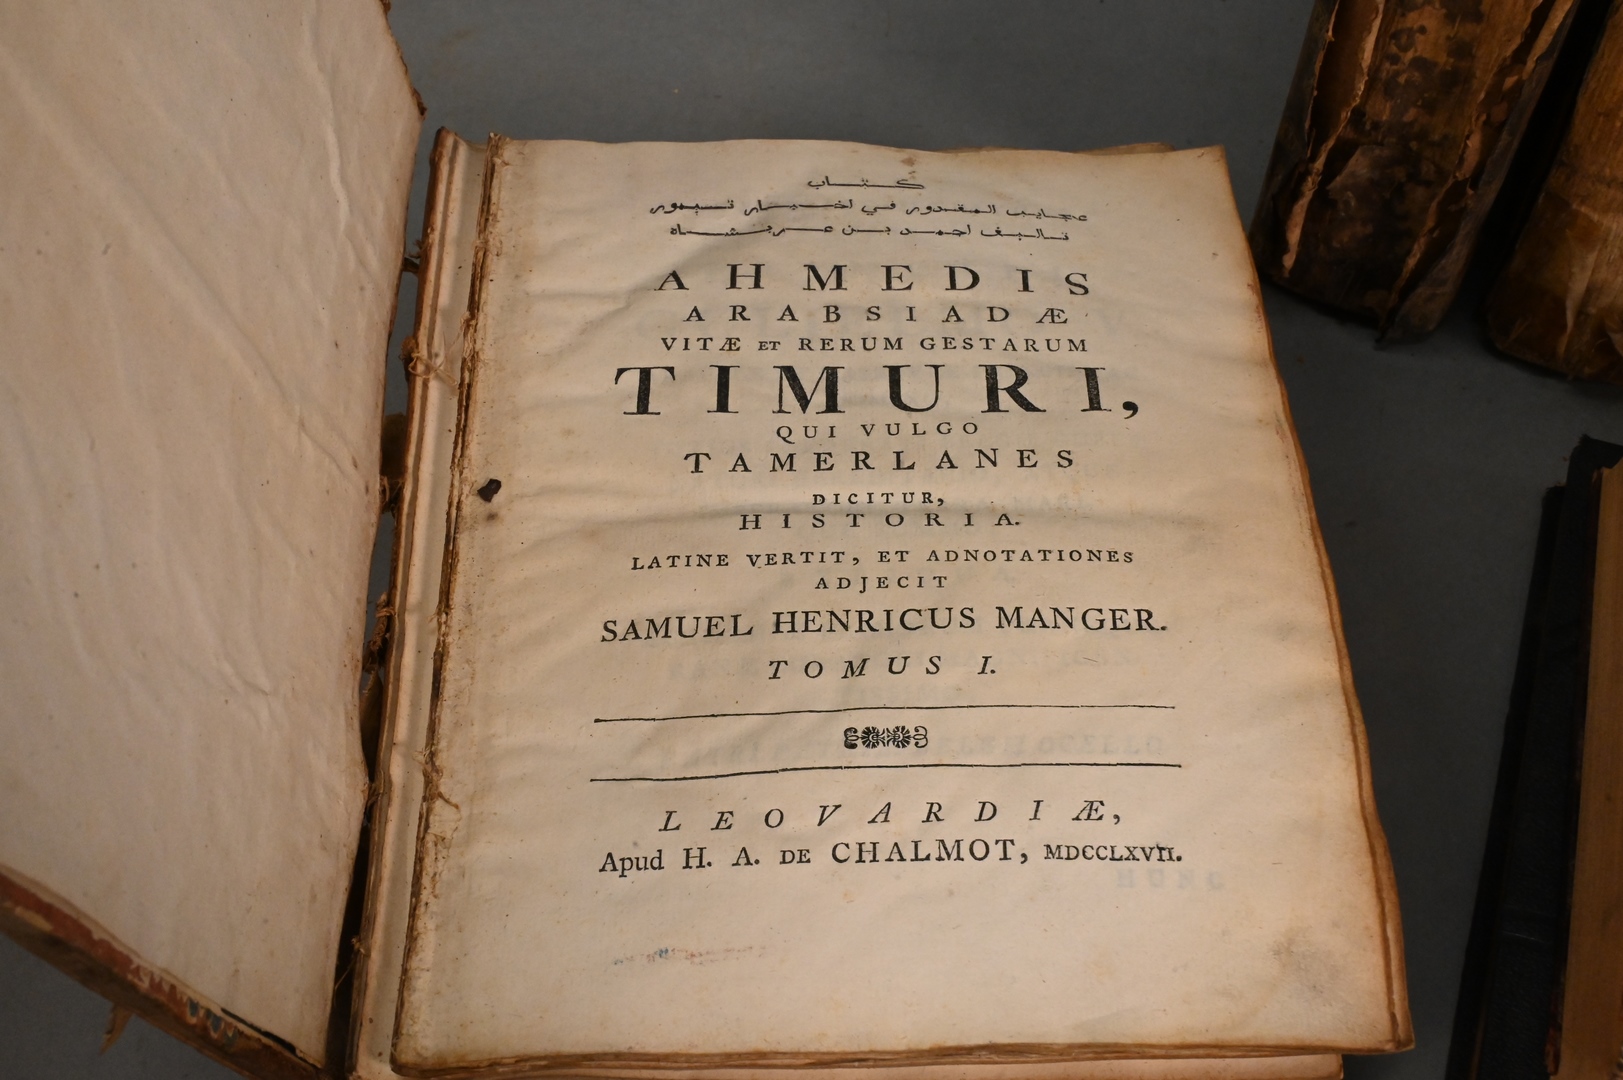 كتاب
عجايب المقدور في اخبار تيمور
تاليف احمد بن عربشاه
AHMEDIS
ARABSIADÆ
VITÆ ET RERUM GESTARUM
TIMURI,
QUI VULGO
TAMERLANES
DICITUR,
HISTORIA.
LATINE VERTIT, ET ADNOTATIONES
ADJECIT
SAMUEL HENRICUS MANGER.
TOMUS I.
LEOVARDIÆ,
Apud H. A. DE CHALMOT, MDCCLXVII.